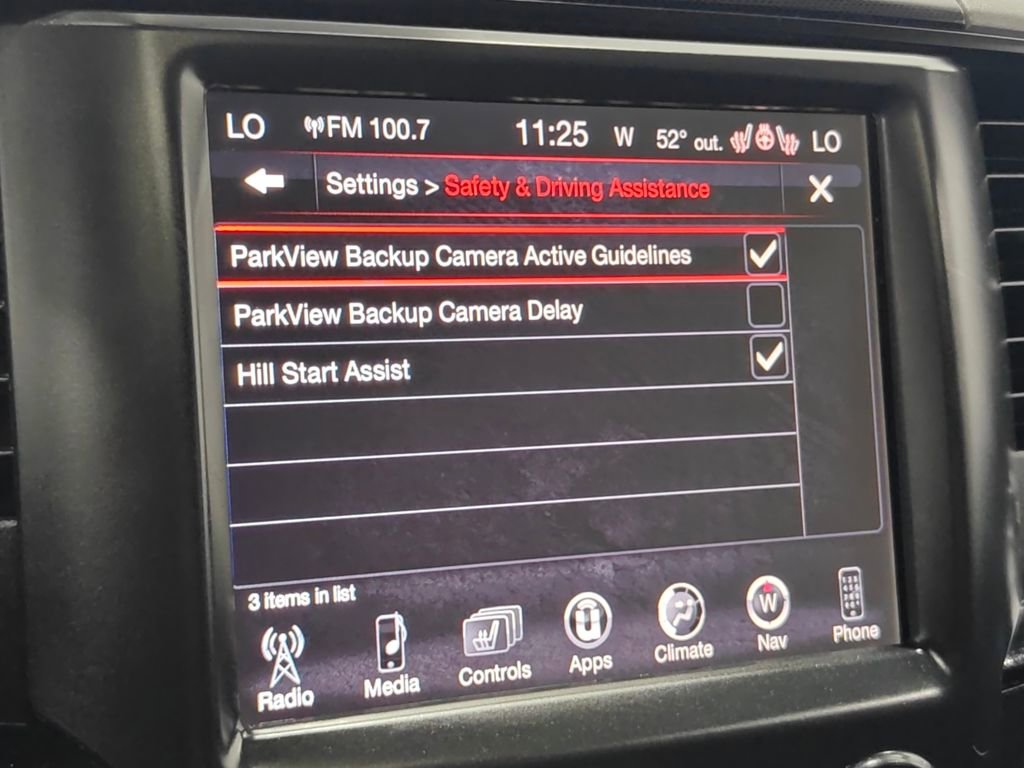 LO FM 100.7 11:25 W 52° out. LO
Settings > Safety & Driving Assistance
ParkView Backup Camera Active Guidelines
ParkView Backup Camera Delay
Hill Start Assist
3 items in list
Radio Media Controls Apps Climate Nav Phone
W